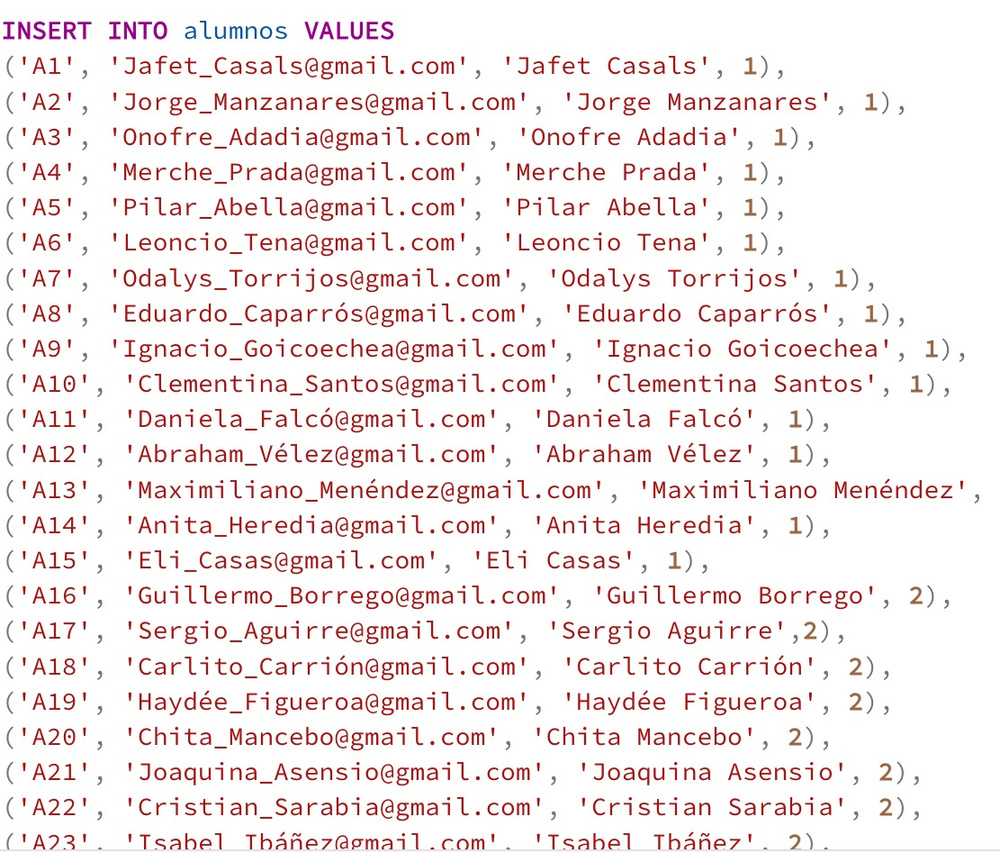 INSERT INTO alumnos VALUES
('A1', 'Jafet_Casals@gmail.com', 'Jafet Casals', 1),
('A2', 'Jorge_Manzanares@gmail.com', 'Jorge Manzanares', 1),
('A3', 'Onofre_Adadia@gmail.com', 'Onofre Adadia', 1),
('A4', 'Merche_Prada@gmail.com', 'Merche Prada', 1),
('A5', 'Pilar_Abella@gmail.com', 'Pilar Abella', 1),
('A6', 'Leoncio_Tena@gmail.com', 'Leoncio Tena', 1),
('A7', 'Odalys_Torrijos@gmail.com', 'Odalys Torrijos', 1),
('A8', 'Eduardo_Caparrós@gmail.com', 'Eduardo Caparrós', 1),
('A9', 'Ignacio_Goicoechea@gmail.com', 'Ignacio Goicoechea', 1),
('A10', 'Clementina_Santos@gmail.com', 'Clementina Santos', 1),
('A11', 'Daniela_Falcó@gmail.com', 'Daniela Falcó', 1),
('A12', 'Abraham_Vélez@gmail.com', 'Abraham Vélez', 1),
('A13', 'Maximiliano_Menéndez@gmail.com', 'Maximiliano Menéndez',
('A14', 'Anita_Heredia@gmail.com', 'Anita Heredia', 1),
('A15', 'Eli_Casas@gmail.com', 'Eli Casas', 1),
('A16', 'Guillermo_Borrego@gmail.com', 'Guillermo Borrego', 2),
('A17', 'Sergio_Aguirre@gmail.com', 'Sergio Aguirre',2),
('A18', 'Carlito_Carrión@gmail.com', 'Carlito Carrión', 2),
('A19', 'Haydée_Figueroa@gmail.com', 'Haydée Figueroa', 2),
('A20', 'Chita_Mancebo@gmail.com', 'Chita Mancebo', 2),
('A21', 'Joaquina_Asensio@gmail.com', 'Joaquina Asensio', 2),
('A22', 'Cristian_Sarabia@gmail.com', 'Cristian Sarabia', 2),
('A23', 'Isabel_Ibáñez@gmail.com', 'Isabel Ibáñez', 2),